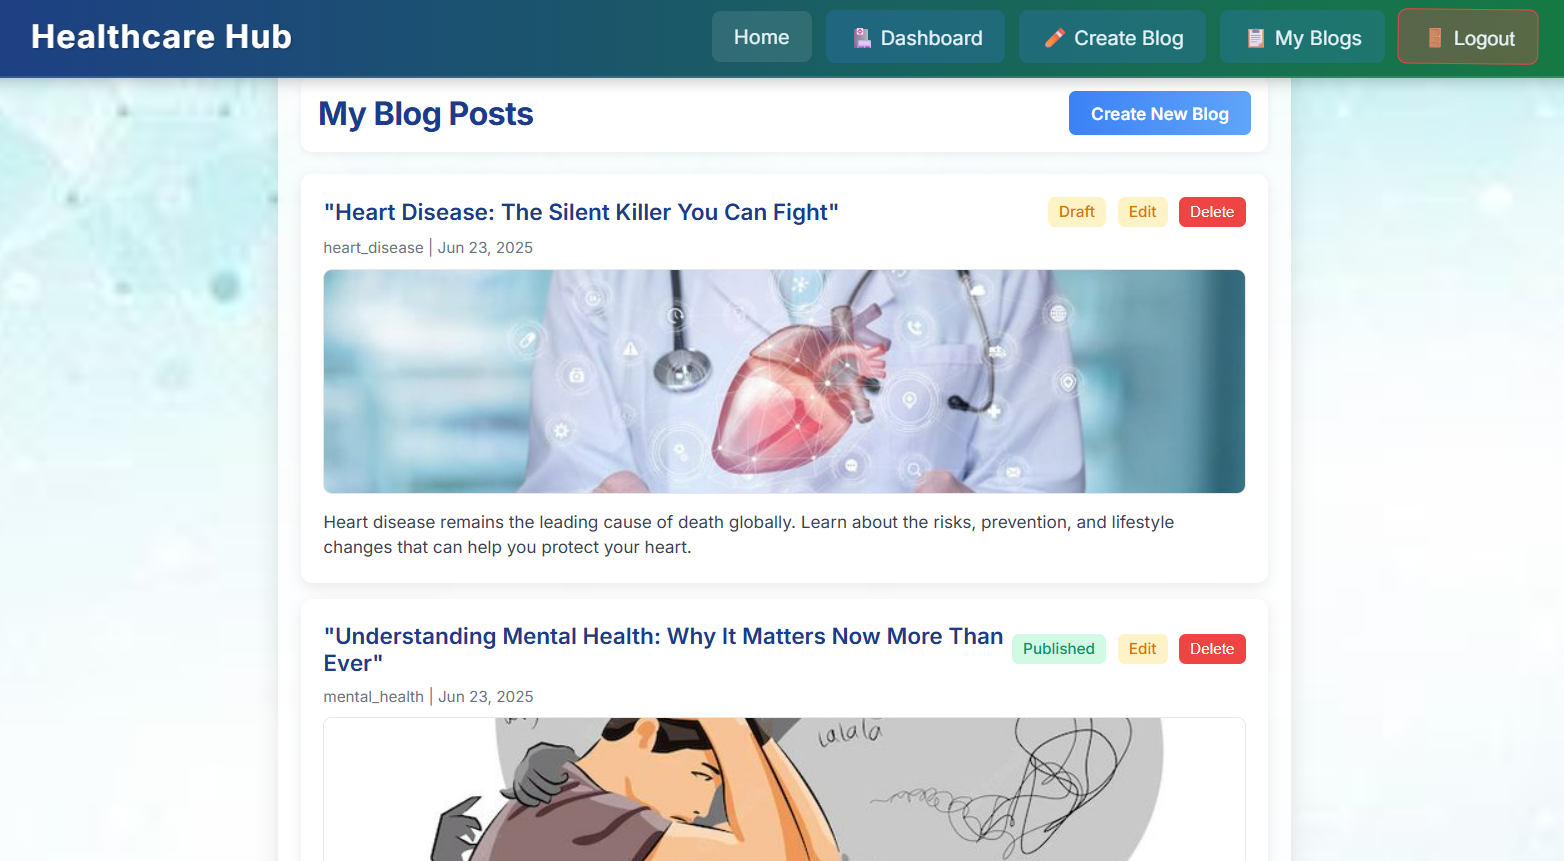 Healthcare Hub
Home
Dashboard
Create Blog
My Blogs
Logout
My Blog Posts
Create New Blog
"Heart Disease: The Silent Killer You Can Fight"
Draft
Edit
Delete
heart_disease | Jun 23, 2025
Heart disease remains the leading cause of death globally. Learn about the risks, prevention, and lifestyle
changes that can help you protect your heart.
"Understanding Mental Health: Why It Matters Now More Than
Ever"
Published
Edit
Delete
mental_health | Jun 23, 2025
lalala